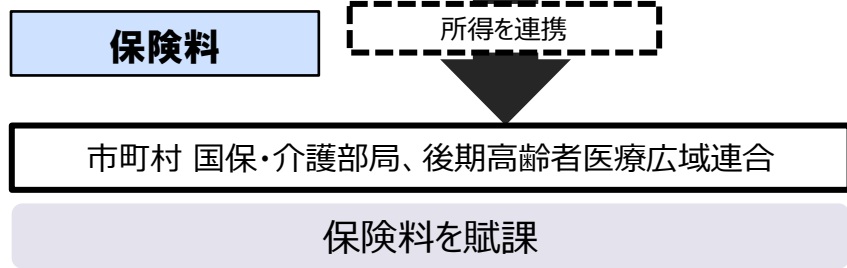 保険料
所得を連携
市町村 国保・介護部局、後期高齢者医療広域連合
保険料を賦課